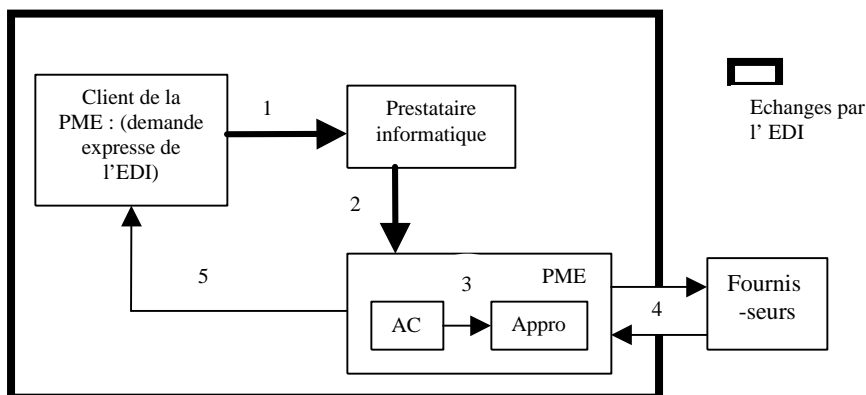 Client de la
PME : (demande
expresse de
l'EDI)
1
Prestataire
informatique
Echanges par
l' EDI
2
5
3
PME
AC
Appro
4
Fournis
-seurs